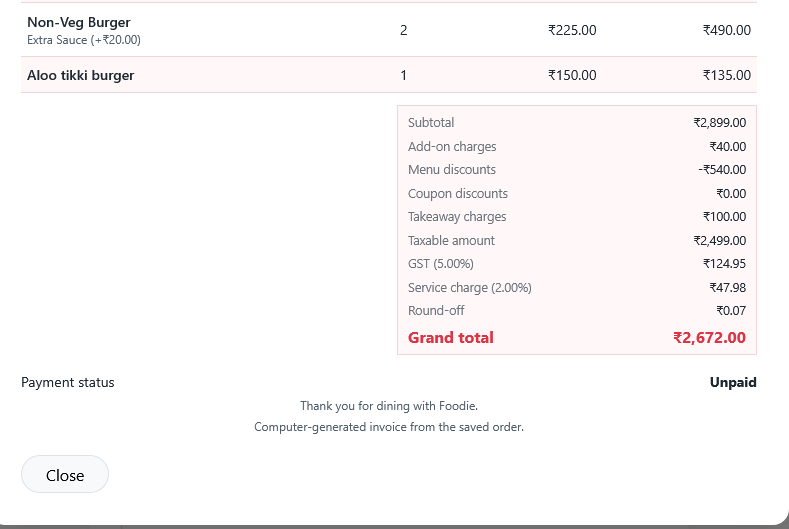 Non-Veg Burger 2 ₹225.00 ₹490.00
Extra Sauce (+₹20.00)
Aloo tikki burger 1 ₹150.00 ₹135.00
Subtotal ₹2,899.00
Add-on charges ₹40.00
Menu discounts -₹540.00
Coupon discounts ₹0.00
Takeaway charges ₹100.00
Taxable amount ₹2,499.00
GST (5.00%) ₹124.95
Service charge (2.00%) ₹47.98
Round-off ₹0.07
Grand total ₹2,672.00
Payment status Unpaid
Thank you for dining with Foodie.
Computer-generated invoice from the saved order.
Close